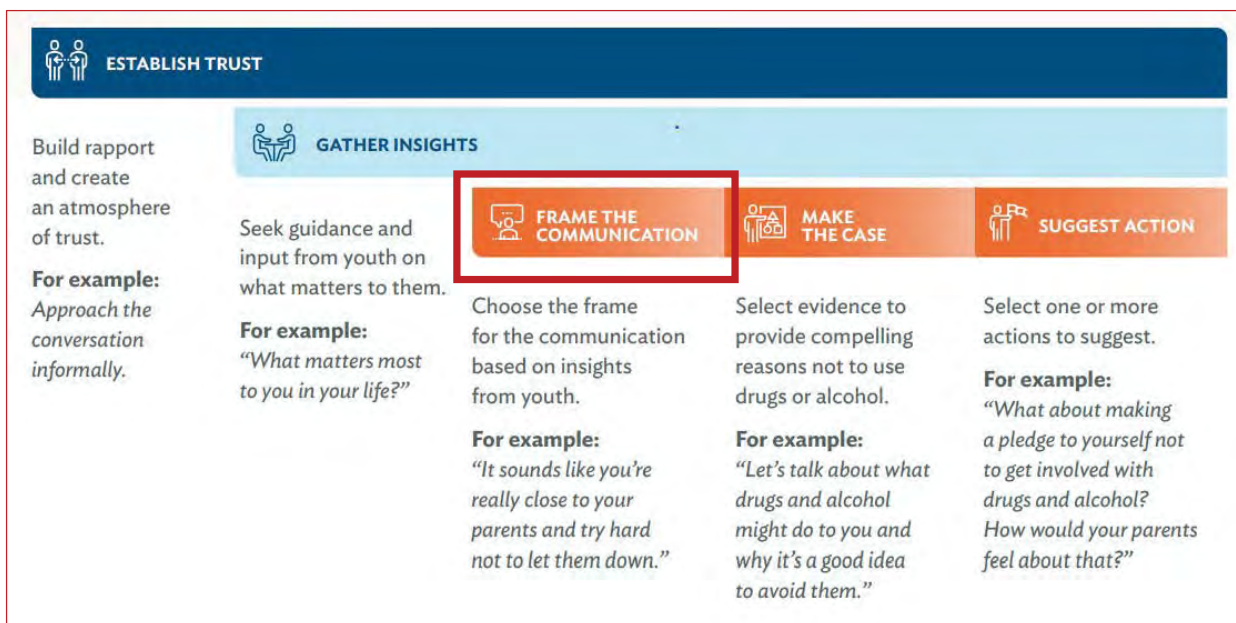 ESTABLISH TRUST
Build rapport
and create
an atmosphere
of trust.
For example:
Approach the
conversation
informally.
GATHER INSIGHTS
Seek guidance and
input from youth on
what matters to them.
For example:
“What matters most
to you in your life?”
FRAME THE
COMMUNICATION
Choose the frame
for the communication
based on insights
from youth.
For example:
“It sounds like you’re
really close to your
parents and try hard
not to let them down.”
MAKE
THE CASE
Select evidence to
provide compelling
reasons not to use
drugs or alcohol.
For example:
“Let’s talk about what
drugs and alcohol
might do to you and
why it’s a good idea
to avoid them.”
SUGGEST ACTION
Select one or more
actions to suggest.
For example:
“What about making
a pledge to yourself not
to get involved with
drugs and alcohol?
How would your parents
feel about that?”